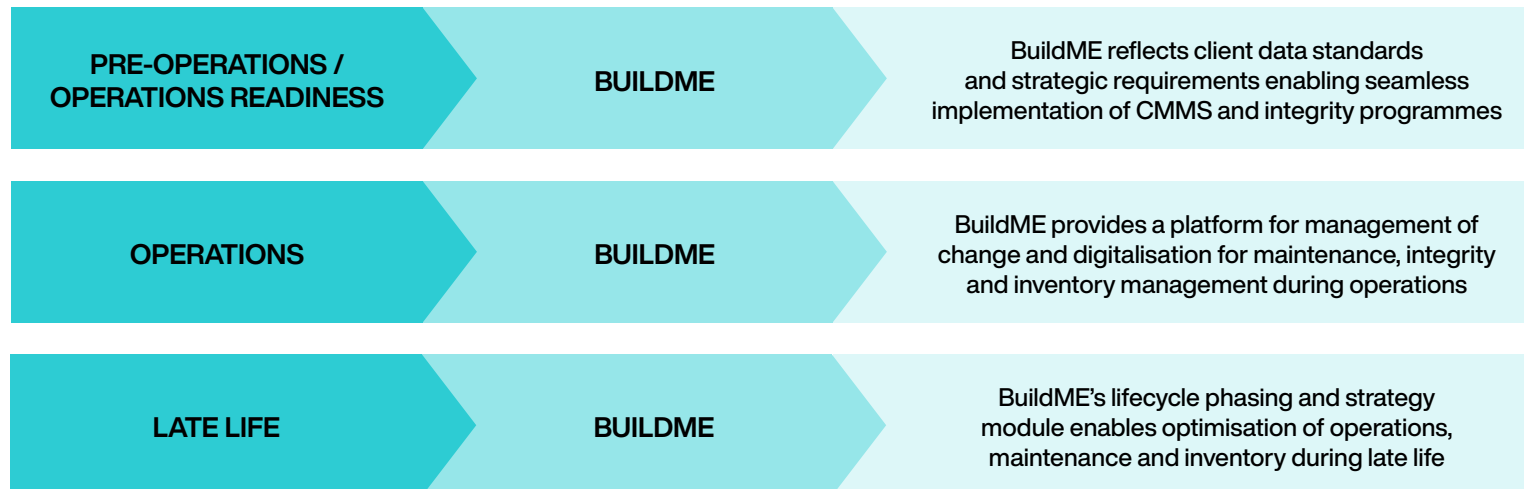 PRE-OPERATIONS /
OPERATIONS READINESS
BUILDME
BuildME reflects client data standards
and strategic requirements enabling seamless
implementation of CMMS and integrity programmes
OPERATIONS
BUILDME
BuildME provides a platform for management of
change and digitalisation for maintenance, integrity
and inventory management during operations
LATE LIFE
BUILDME
BuildME’s lifecycle phasing and strategy
module enables optimisation of operations,
maintenance and inventory during late life